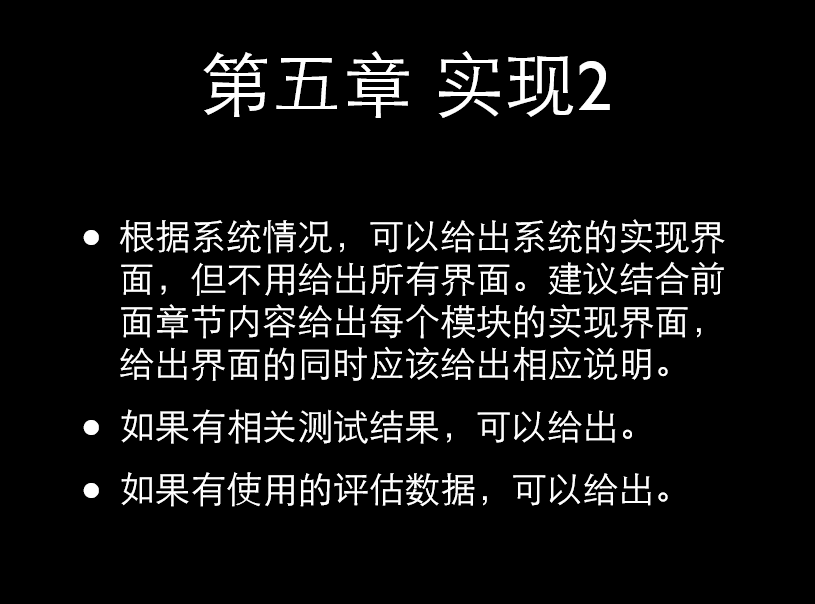 第五章 实现2
• 根据系统情况，可以给出系统的实现界
面，但不用给出所有界面。建议结合前
面章节内容给出每个模块的实现界面，
给出界面的同时应该给出相应说明。
• 如果有相关测试结果，可以给出。
• 如果有使用的评估数据，可以给出。